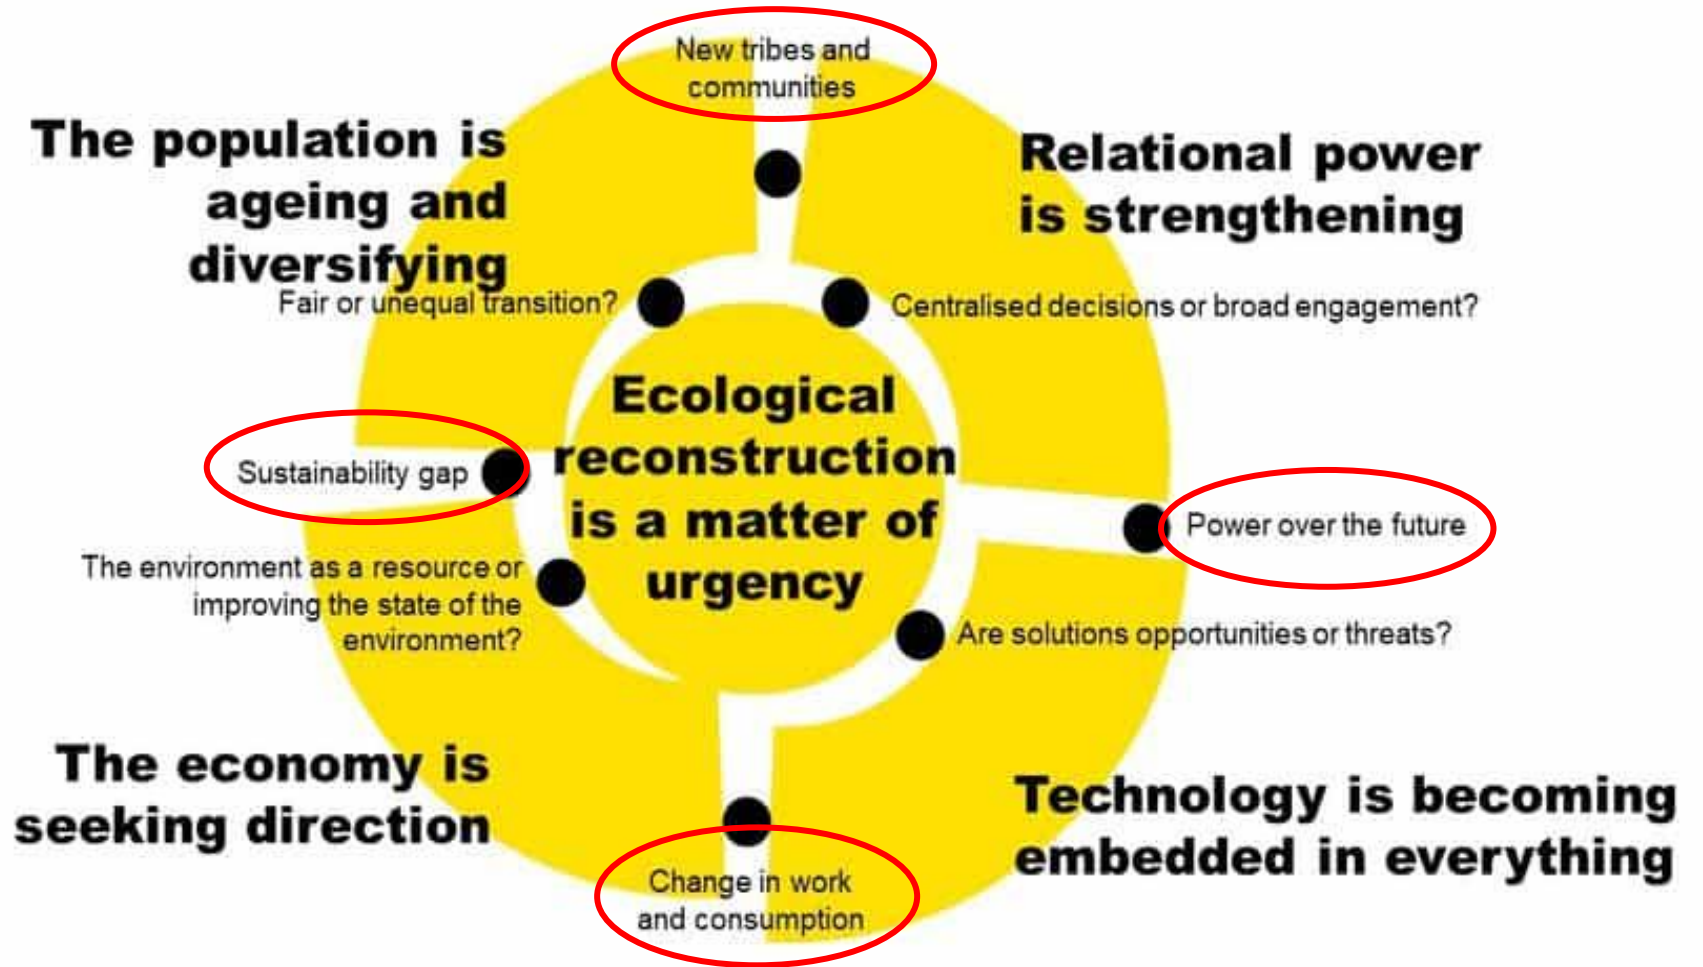 New tribes and
communities
The population is
ageing and
diversifying
Relational power
is strengthening
Fair or unequal transition?
Centralised decisions or broad engagement?
Ecological
reconstruction
is a matter of
urgency
Sustainability gap
Power over the future
The environment as a resource or
improving the state of the
environment?
Are solutions opportunities or threats?
The economy is
seeking direction
Technology is becoming
embedded in everything
Change in work
and consumption